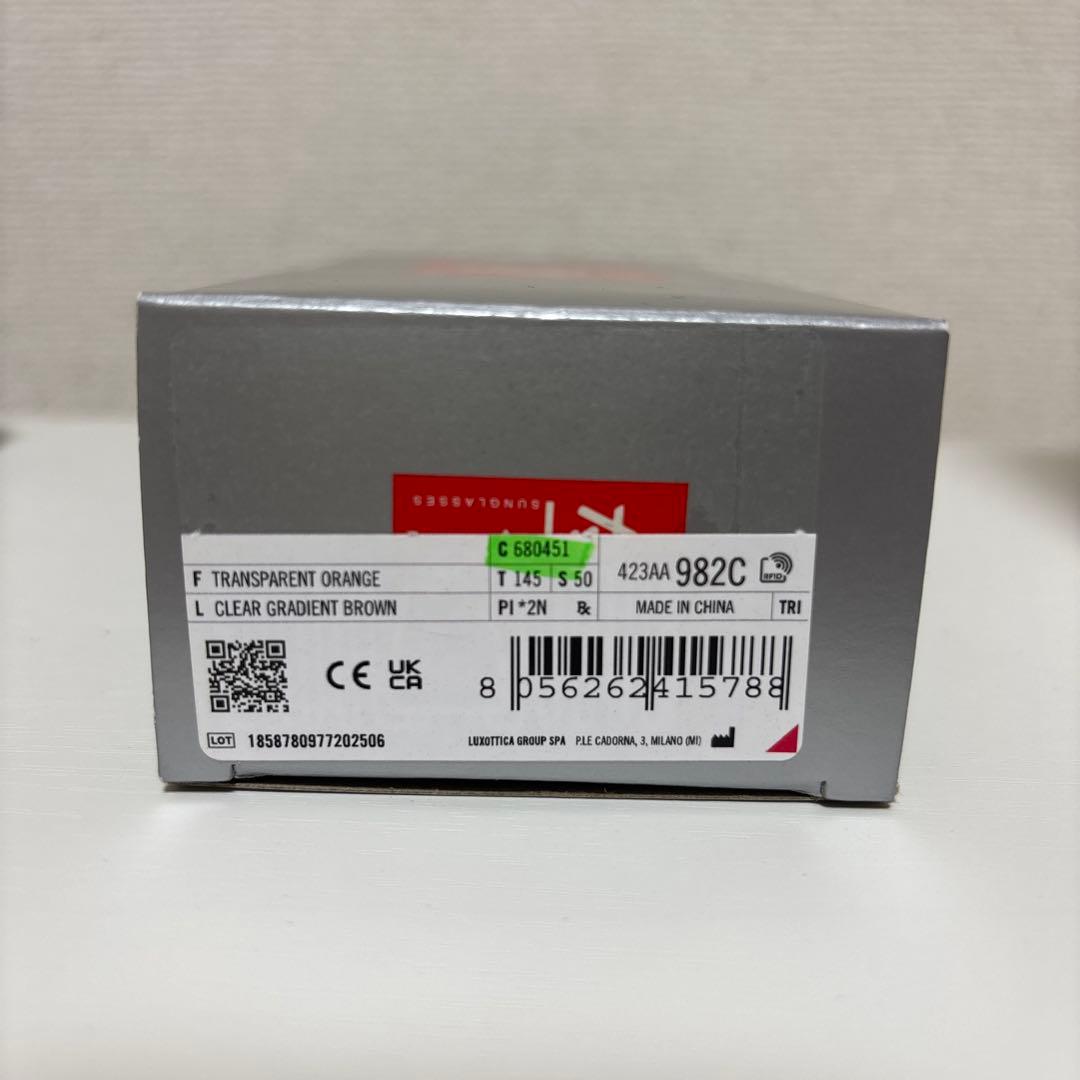 SUNGLASSES
C 680451
F TRANSPARENT ORANGE
T 145 S 50
423AA 982C
RFID
L CLEAR GRADIENT BROWN
PI *2N ℞
MADE IN CHINA
TRI
CE UK CA
8 056262 415788
LOT 1858780977202506
LUXOTTICA GROUP SPA P.LE CADORNA, 3, MILANO (MI)